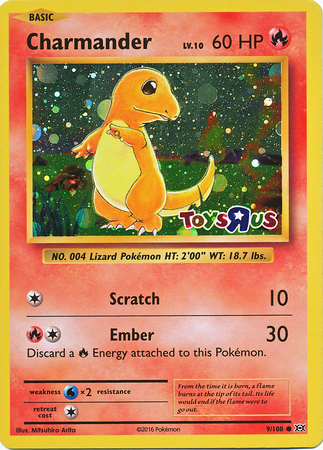 BASIC
Charmander LV.10 60 HP
TOYSЯUS
NO. 004 Lizard Pokémon HT: 2'00" WT: 18.7 lbs.
Scratch 10
Ember 30
Discard a Energy attached to this Pokémon.
weakness ×2 resistance
retreat cost
From the time it is born, a flame
burns at the tip of its tail. Its life
would end if the flame were to
go out.
Illus. Mitsuhiro Arita ©2016 Pokémon 9/108 ●